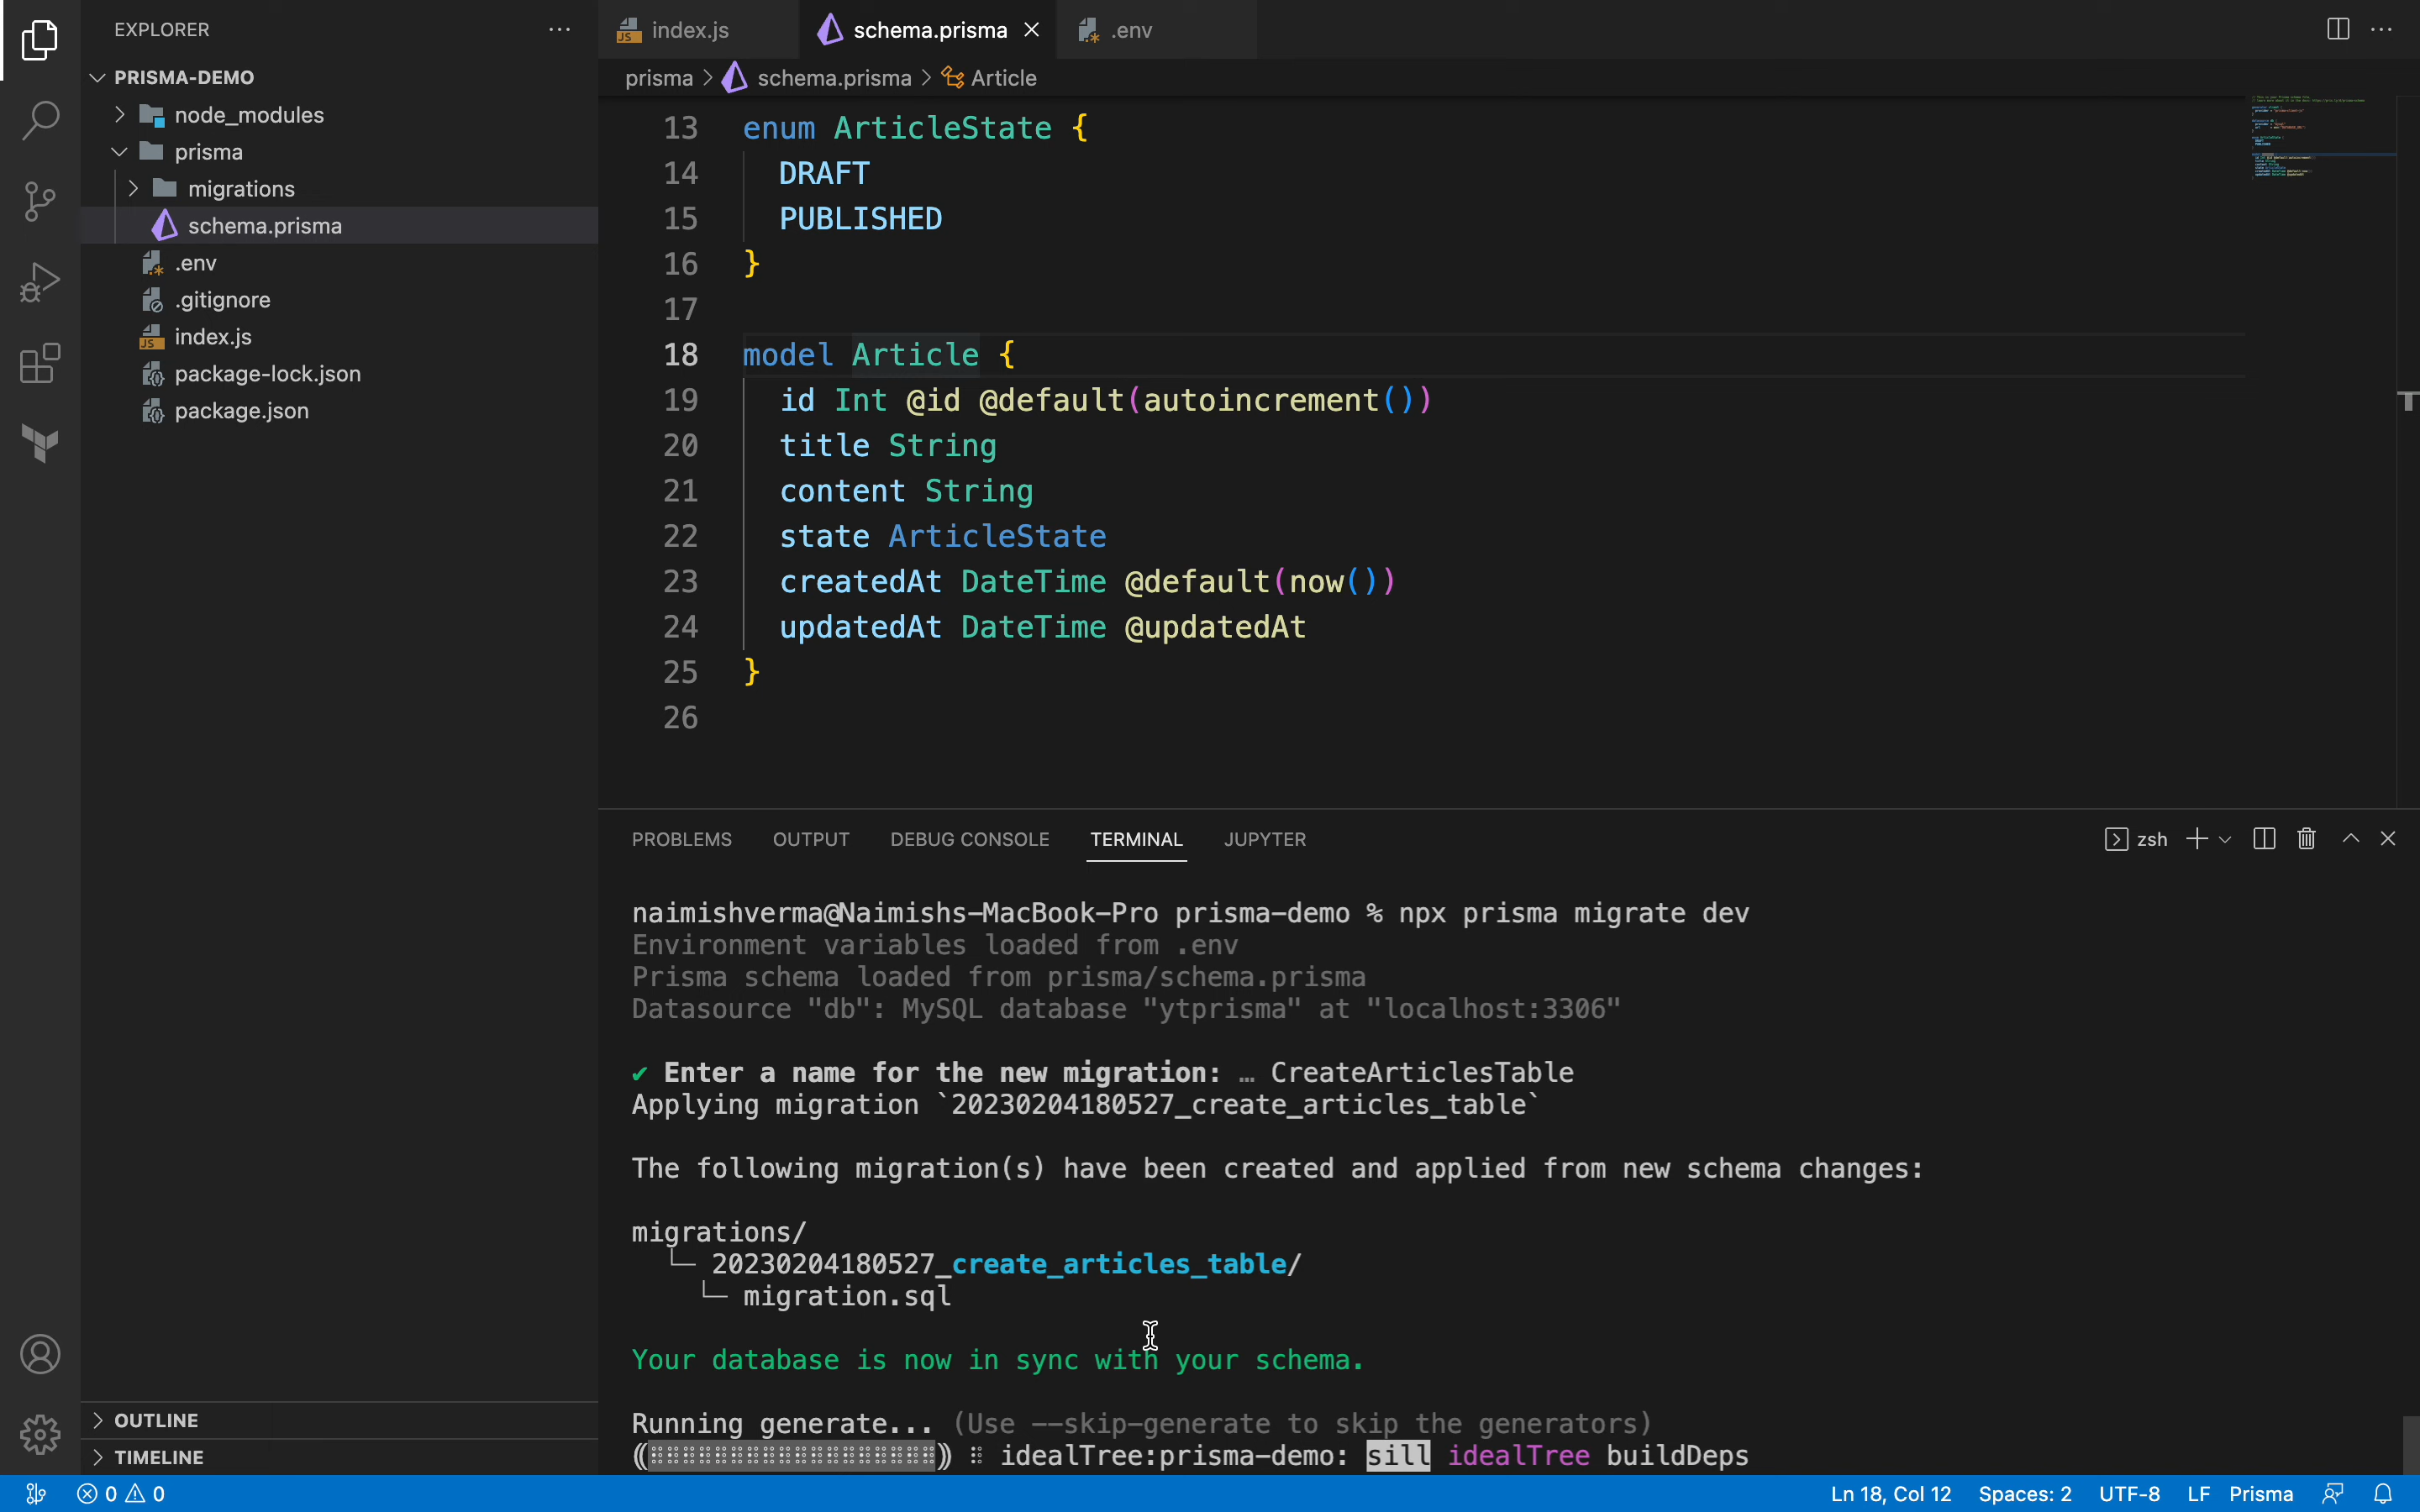 EXPLORER
PRISMA-DEMO
node_modules
prisma
migrations
schema.prisma
.env
.gitignore
JS index.js
package-lock.json
package.json
OUTLINE
TIMELINE
JS index.js
schema.prisma
.env
prisma > schema.prisma > Article
13 enum ArticleState {
14 DRAFT
15 PUBLISHED
16 }
17
18 model Article {
19 id Int @id @default(autoincrement())
20 title String
21 content String
22 state ArticleState
23 createdAt DateTime @default(now())
24 updatedAt DateTime @updatedAt
25 }
26
PROBLEMS OUTPUT DEBUG CONSOLE TERMINAL JUPYTER
zsh
naimishverma@Naimishs-MacBook-Pro prisma-demo % npx prisma migrate dev
Environment variables loaded from .env
Prisma schema loaded from prisma/schema.prisma
Datasource "db": MySQL database "ytprisma" at "localhost:3306"
✔ Enter a name for the new migration: … CreateArticlesTable
Applying migration `20230204180527_create_articles_table`
The following migration(s) have been created and applied from new schema changes:
migrations/
└─ 20230204180527_create_articles_table/
└─ migration.sql
Your database is now in sync with your schema.
Running generate... (Use --skip-generate to skip the generators)
(⠿⠿⠿⠿⠿⠿⠿⠿⠿⠿⠿⠿⠿⠿⠿⠿⠿⠿) ⠿ idealTree:prisma-demo: sill idealTree buildDeps
0 0
Ln 18, Col 12 Spaces: 2 UTF-8 LF Prisma